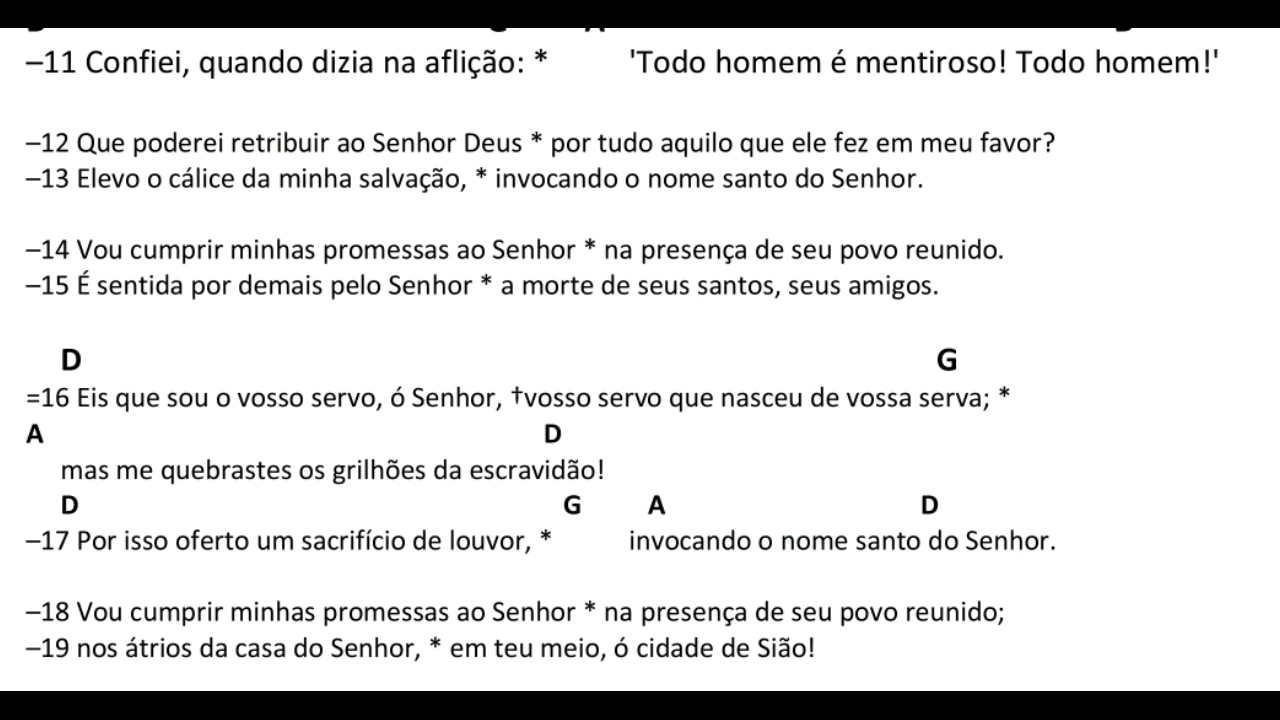 –11 Confiei, quando dizia na aflição: * 'Todo homem é mentiroso! Todo homem!'
–12 Que poderei retribuir ao Senhor Deus * por tudo aquilo que ele fez em meu favor?
–13 Elevo o cálice da minha salvação, * invocando o nome santo do Senhor.
–14 Vou cumprir minhas promessas ao Senhor * na presença de seu povo reunido.
–15 É sentida por demais pelo Senhor * a morte de seus santos, seus amigos.
D G
=16 Eis que sou o vosso servo, ó Senhor, †vosso servo que nasceu de vossa serva; *
A D
mas me quebrastes os grilhões da escravidão!
D G A D
–17 Por isso oferto um sacrifício de louvor, * invocando o nome santo do Senhor.
–18 Vou cumprir minhas promessas ao Senhor * na presença de seu povo reunido;
–19 nos átrios da casa do Senhor, * em teu meio, ó cidade de Sião!